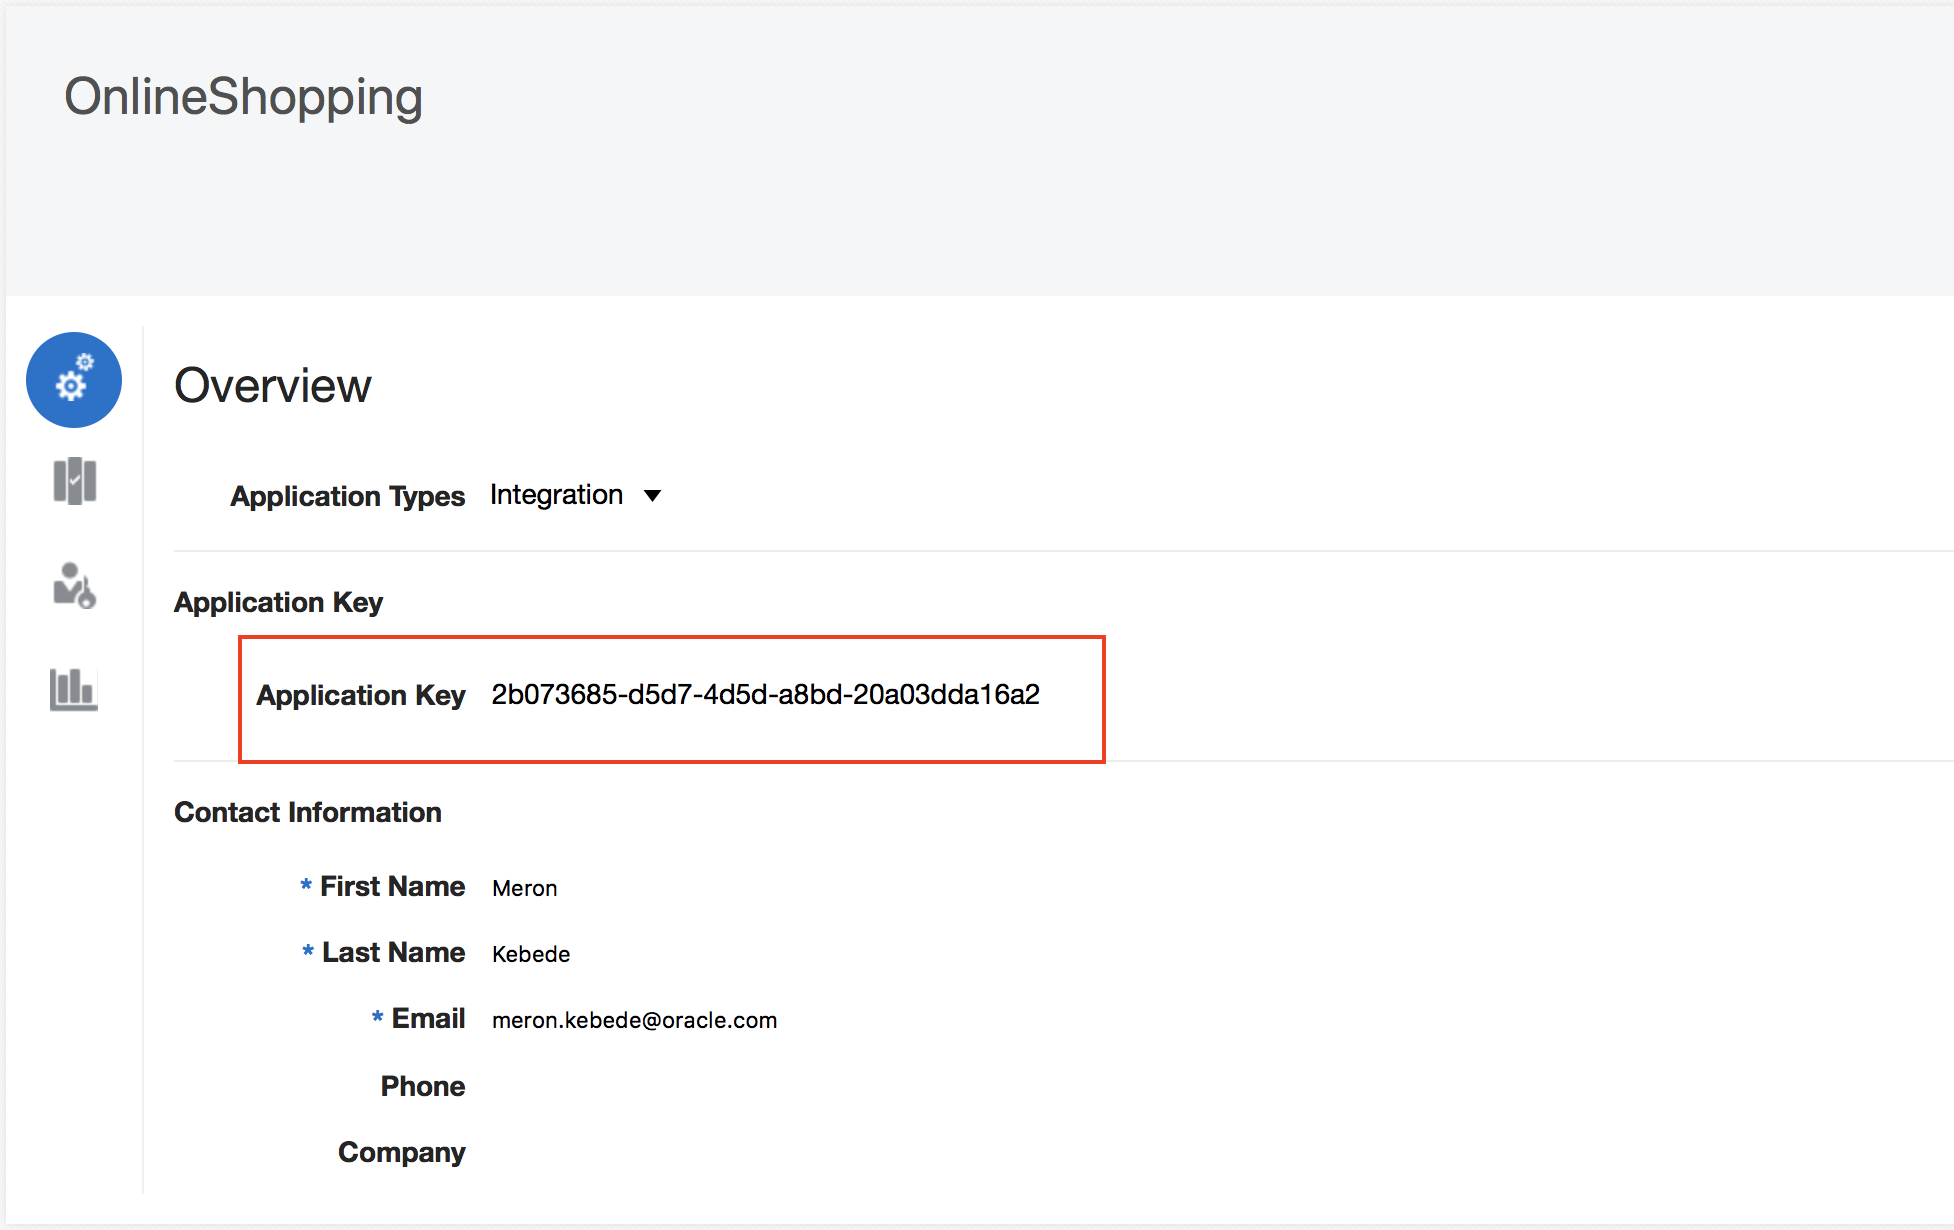 OnlineShopping
Overview
Application Types Integration
Application Key
Application Key 2b073685-d5d7-4d5d-a8bd-20a03dda16a2
Contact Information
* First Name Meron
* Last Name Kebede
* Email meron.kebede@oracle.com
Phone
Company